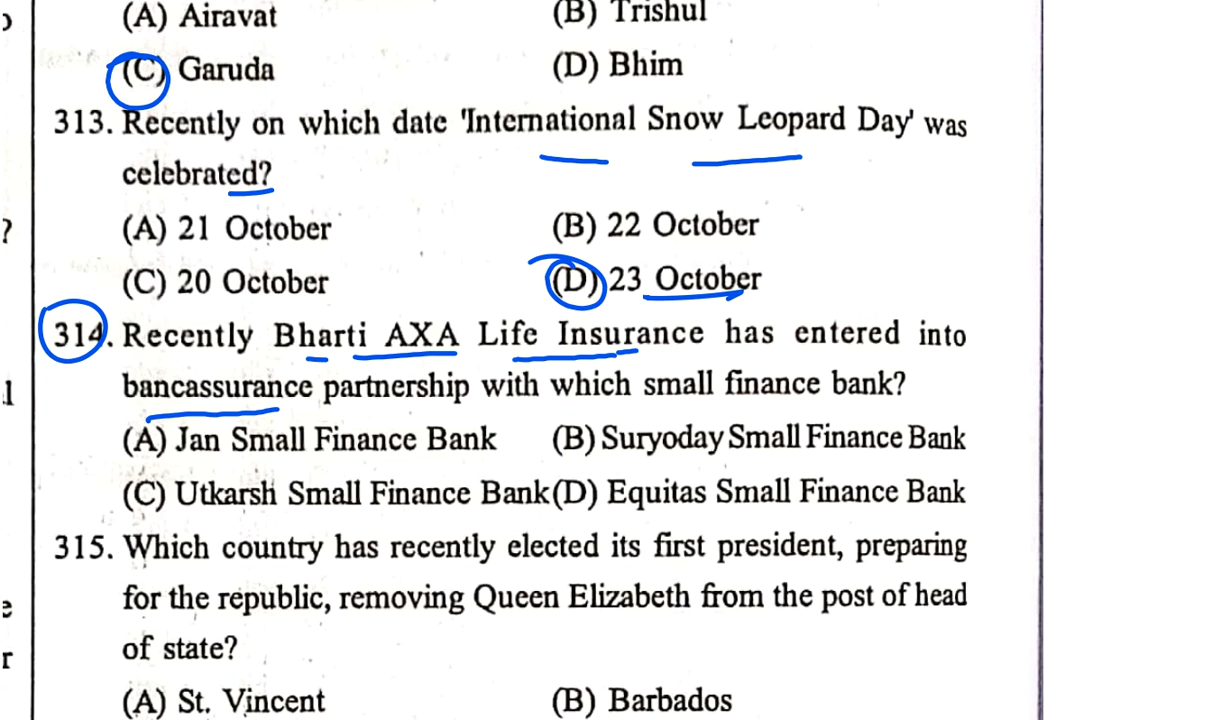 (A) Airavat (B) Trishul
(C) Garuda (D) Bhim
313. Recently on which date 'International Snow Leopard Day' was
celebrated?
(A) 21 October (B) 22 October
?
(C) 20 October (D) 23 October
314. Recently Bharti AXA Life Insurance has entered into
bancassurance partnership with which small finance bank?
(A) Jan Small Finance Bank (B) Suryoday Small Finance Bank
(C) Utkarsh Small Finance Bank (D) Equitas Small Finance Bank
315. Which country has recently elected its first president, preparing
for the republic, removing Queen Elizabeth from the post of head
of state?
r
(A) St. Vincent (B) Barbados